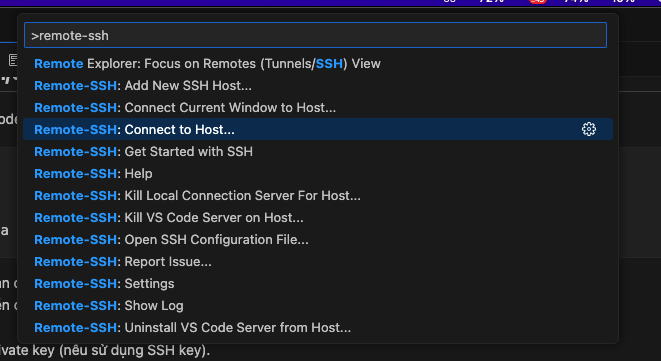 72%
74%
>remote-ssh
Remote Explorer: Focus on Remotes (Tunnels/SSH) View
Remote-SSH: Add New SSH Host...
Remote-SSH: Connect Current Window to Host...
Remote-SSH: Connect to Host...
Remote-SSH: Get Started with SSH
Remote-SSH: Help
Remote-SSH: Kill Local Connection Server For Host...
Remote-SSH: Kill VS Code Server on Host...
Remote-SSH: Open SSH Configuration File...
Remote-SSH: Report Issue...
Remote-SSH: Settings
Remote-SSH: Show Log
Remote-SSH: Uninstall VS Code Server from Host...
key (nếu sử dụng SSH key).